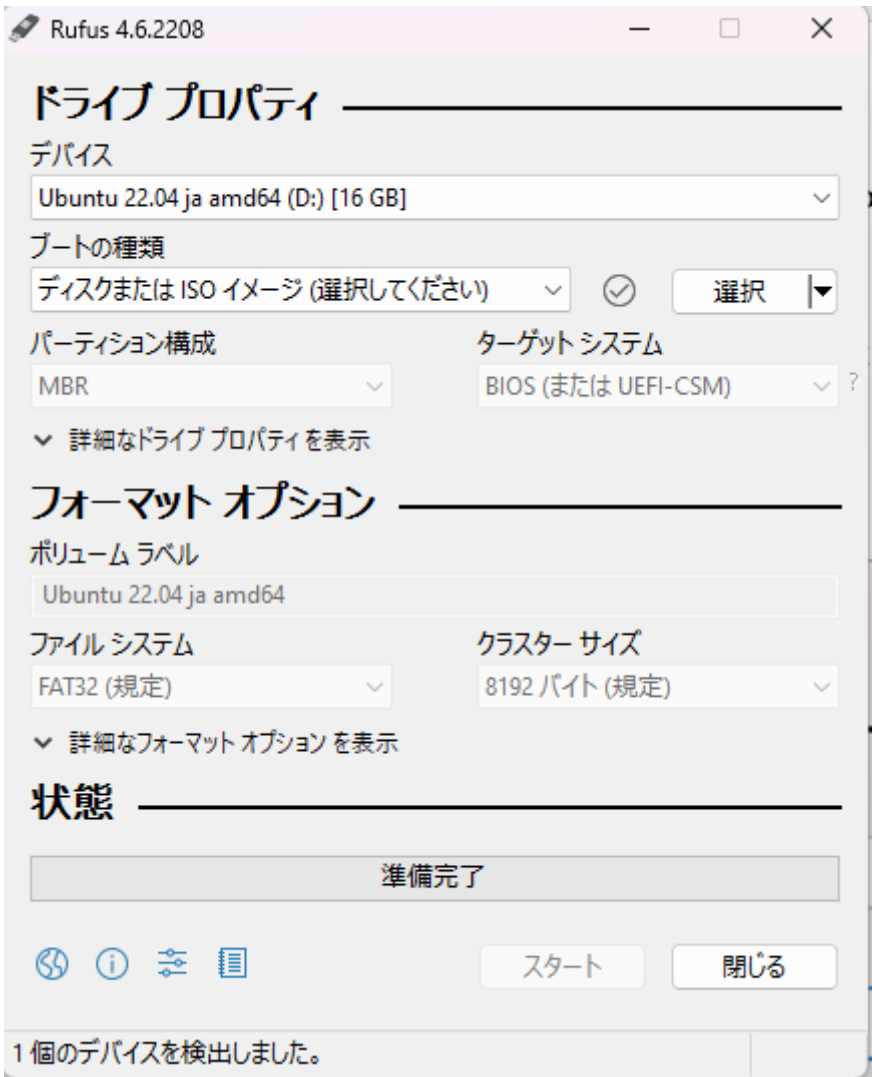 Rufus 4.6.2208
ドライブ プロパティ
デバイス
Ubuntu 22.04 ja amd64 (D:) [16 GB]
ブートの種類
ディスクまたは ISO イメージ (選択してください)
選択
パーティション構成
ターゲット システム
MBR
BIOS (または UEFI-CSM)
?
詳細なドライブ プロパティを表示
フォーマット オプション
ボリューム ラベル
Ubuntu 22.04 ja amd64
ファイル システム
クラスター サイズ
FAT32 (規定)
8192 バイト (規定)
詳細なフォーマット オプション を表示
状態
準備完了
スタート
閉じる
1 個のデバイスを検出しました。